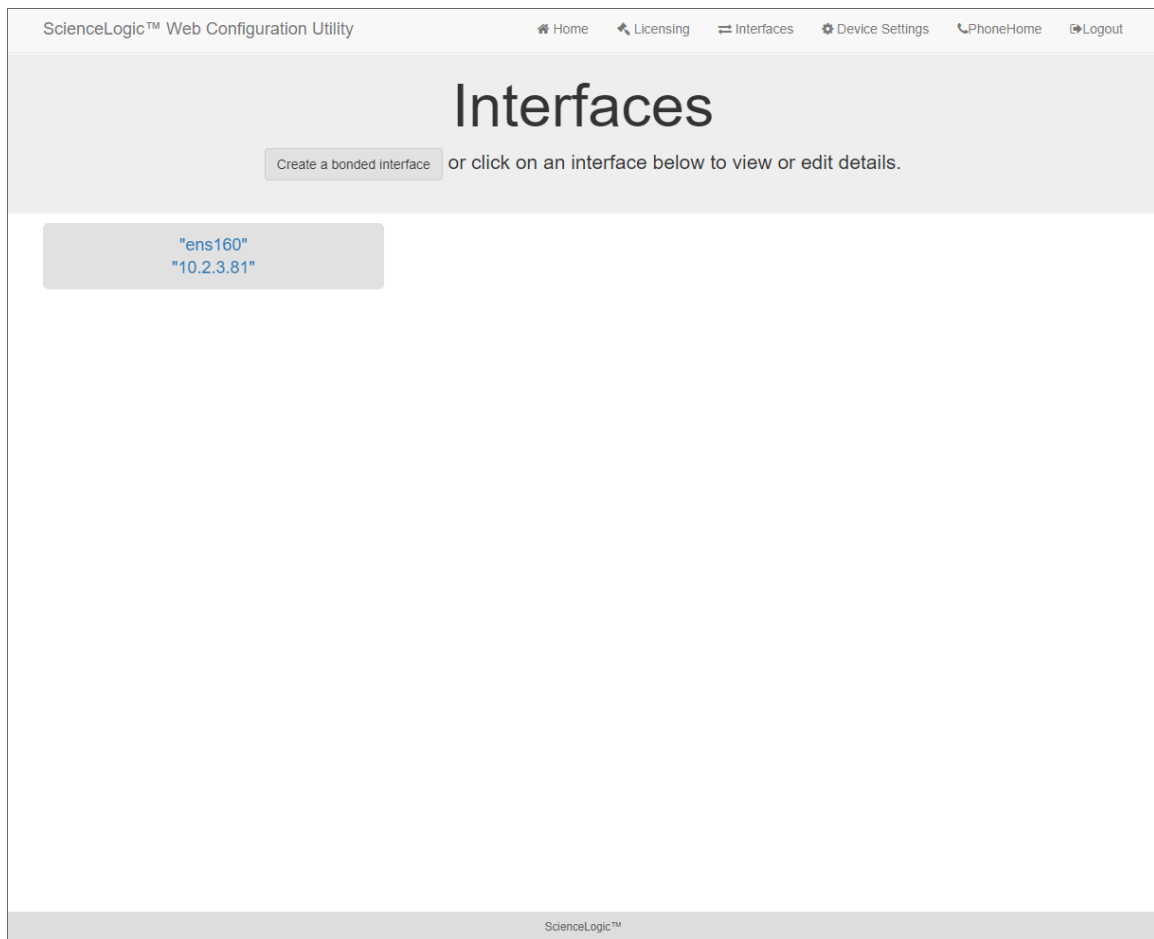 ScienceLogic™ Web Configuration Utility
Home Licensing Interfaces Device Settings PhoneHome Logout
Interfaces
Create a bonded interface or click on an interface below to view or edit details.
"ens160"
"10.2.3.81"
ScienceLogic™